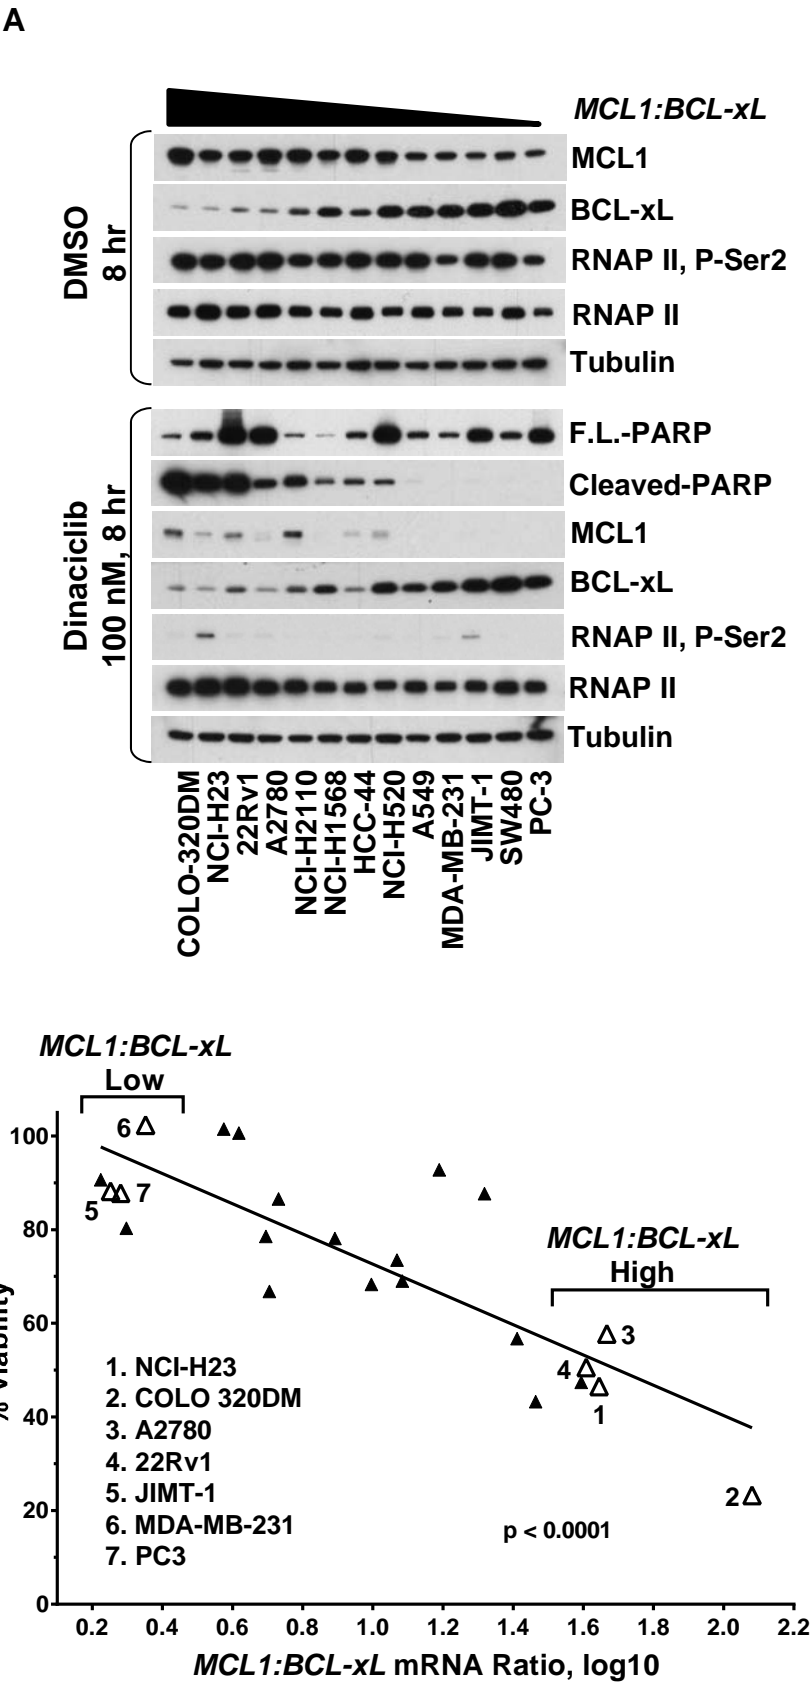 A
MCL1:BCL-xL
DMSO
8 hr
MCL1
BCL-xL
RNAP II, P-Ser2
RNAP II
Tubulin
Dinaciclib
100 nM, 8 hr
F.L.-PARP
Cleaved-PARP
MCL1
BCL-xL
RNAP II, P-Ser2
RNAP II
Tubulin
COLO-320DM
NCI-H23
22Rv1
A2780
NCI-H2110
NCI-H1568
HCC-44
NCI-H520
A549
MDA-MB-231
JIMT-1
SW480
PC-3
MCL1:BCL-xL
Low
MCL1:BCL-xL
High
% Viability
100
80
60
40
20
0
6
5
7
3
4
1
2
1. NCI-H23
2. COLO 320DM
3. A2780
4. 22Rv1
5. JIMT-1
6. MDA-MB-231
7. PC3
p < 0.0001
0.2 0.4 0.6 0.8 1.0 1.2 1.4 1.6 1.8 2.0 2.2
MCL1:BCL-xL mRNA Ratio, log10